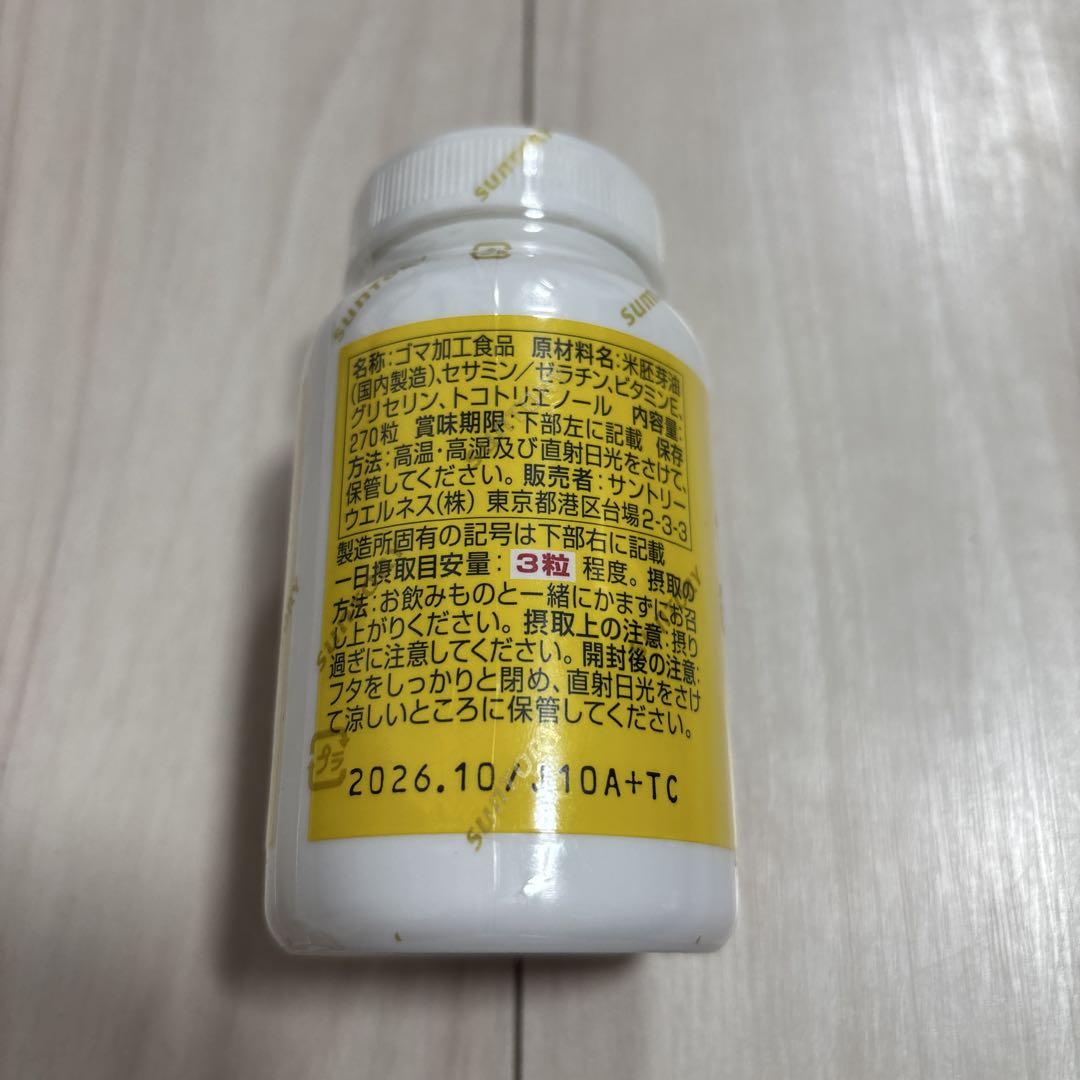 SUNTORY
プラ
SUNTORY
SUNTORY
名称:ゴマ加工食品 原材料名:米胚芽油
(国内製造)、セサミン/ゼラチン、ビタミンE、
グリセリン、トコトリエノール 内容量:
270粒 賞味期限:下部左に記載 保存
方法:高温・高湿及び直射日光をさけて、
保管してください。販売者:サントリー
ウエルネス(株) 東京都港区台場2-3-3
製造所固有の記号は下部右に記載
一日摂取目安量:3粒程度。摂取の
方法:お飲みものと一緒にかまずにお召
し上がりください。摂取上の注意:摂り
過ぎに注意してください。開封後の注意:
フタをしっかりと閉め、直射日光をさけ
て涼しいところに保管してください。
プラ
2026.10/J10A+TC
SUNTORY